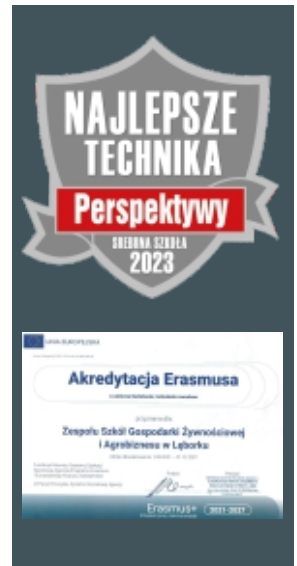 NAJLEPSZE
TECHNIKA
Perspektywy
SREBRNA SZKOŁA
2023
UNIA EUROPEJSKA
Akredytacja Erasmusa
Zespołu Szkół Gospodarki Żywnościowej
i Agrobiznesu w Lęborku
Erasmus+ 2021-2027